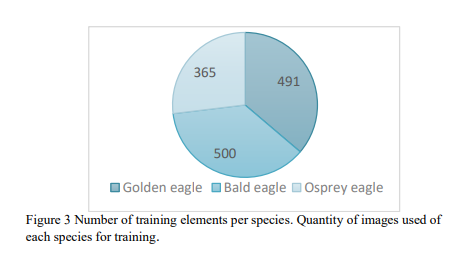 365
491
500
Golden eagle Bald eagle Osprey eagle
Figure 3 Number of training elements per species. Quantity of images used of
each species for training.